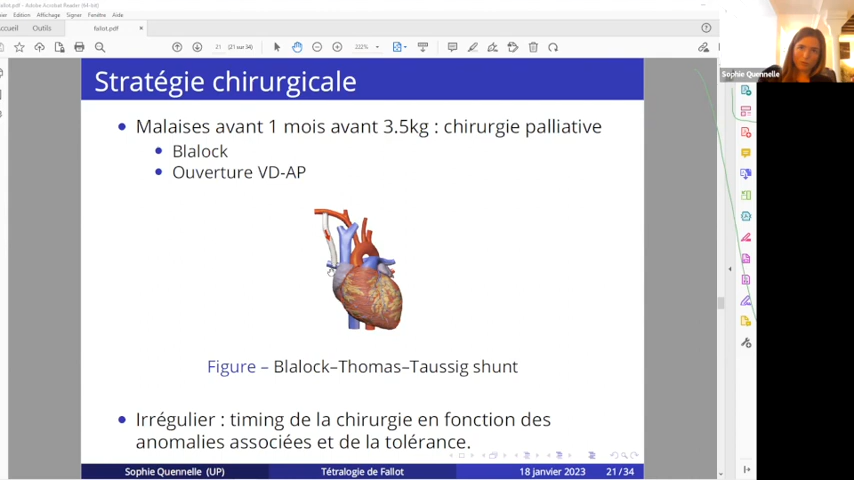 Fallot.pdf - Adobe Acrobat Reader (64-bit)
Affichage Signer Fenêtre Aide
Accueil Outils fallot.pdf
21 (21 sur 34) 222%
Sophie Quennelle
Stratégie chirurgicale
Malaises avant 1 mois avant 3.5kg : chirurgie palliative
Blalock
Ouverture VD-AP
Figure – Blalock–Thomas–Taussig shunt
Irrégulier : timing de la chirurgie en fonction des
anomalies associées et de la tolérance.
Sophie Quennelle (UP) Tétralogie de Fallot 18 janvier 2023 21/34